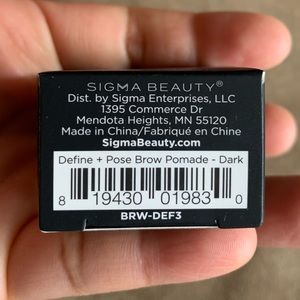 SIGMA BEAUTY®
Dist. by Sigma Enterprises, LLC
1395 Commerce Dr
Mendota Heights, MN 55120
Made in China/Fabriqué en Chine
SigmaBeauty.com
Define + Pose Brow Pomade - Dark
8 19430 01983 0
BRW-DEF3